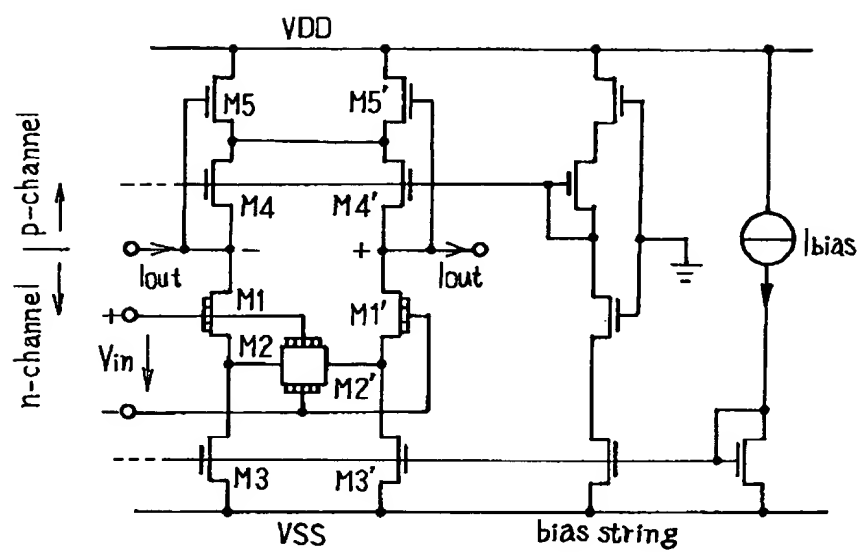 VDD
M5
M5'
p-channel
M4
M4'
-
+
Iout
Iout
Ibias
n-channel
M1
M1'
+
Vin
M2
M2'
-
M3
M3'
VSS
bias string